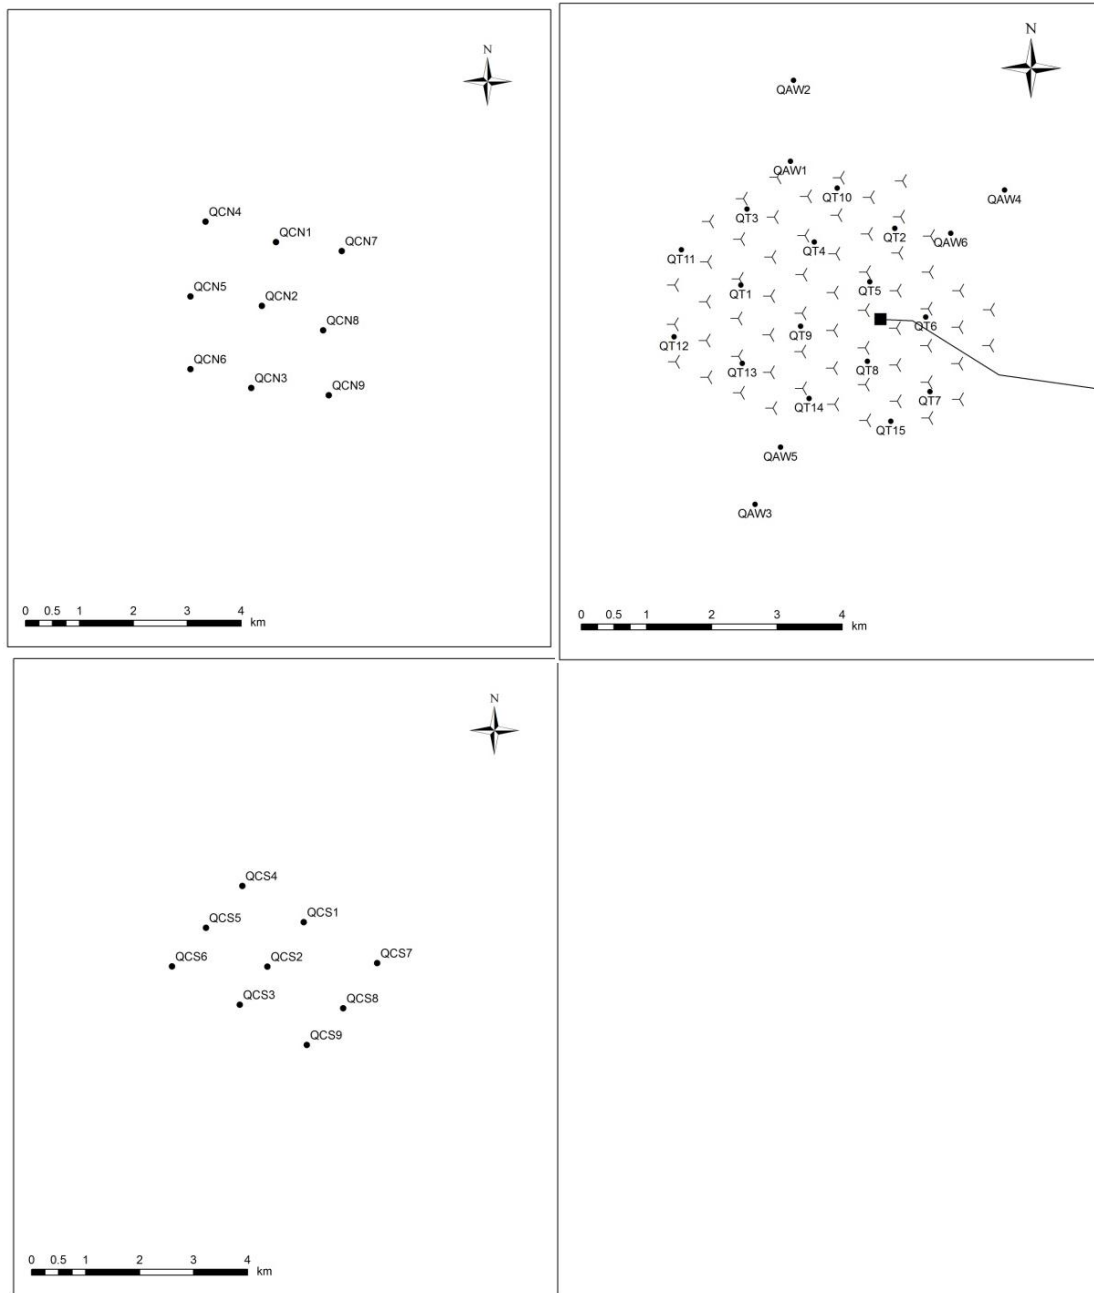 N
QCN4
QCN1
QCN7
QCN5
QCN2
QCN8
QCN6
QCN3
QCN9
0 0.5 1 2 3 4
km
N
QAW2
QAW1
QAW4
QT10
QT3
QT2
QAW6
QT4
QT11
QT5
QT1
QT6
QT9
QT12
QT13
QT8
QT7
QT14
QT15
QAW5
QAW3
0 0.5 1 2 3 4
km
N
QCS4
QCS1
QCS5
QCS6
QCS2
QCS7
QCS3
QCS8
QCS9
0 0.5 1 2 3 4
km